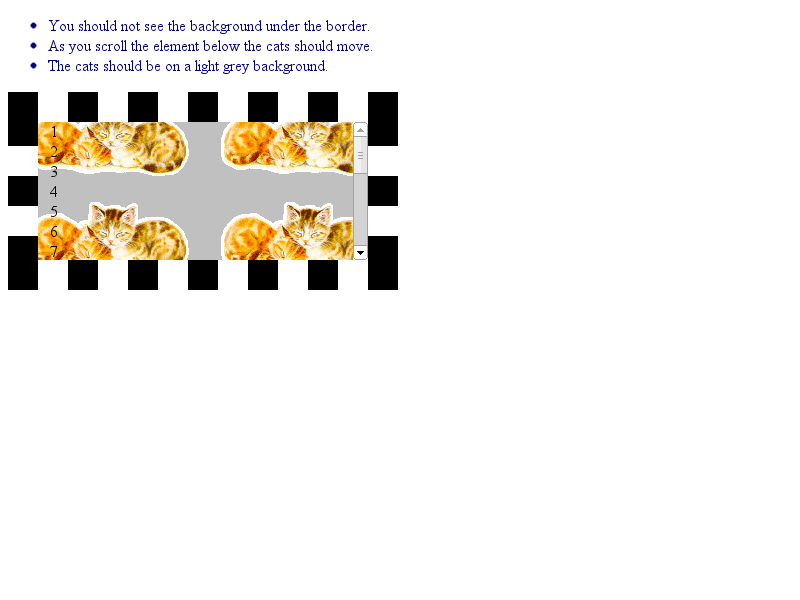 You should not see the background under the border.
As you scroll the element below the cats should move.
The cats should be on a light grey background.
1
2
3
4
5
6
7